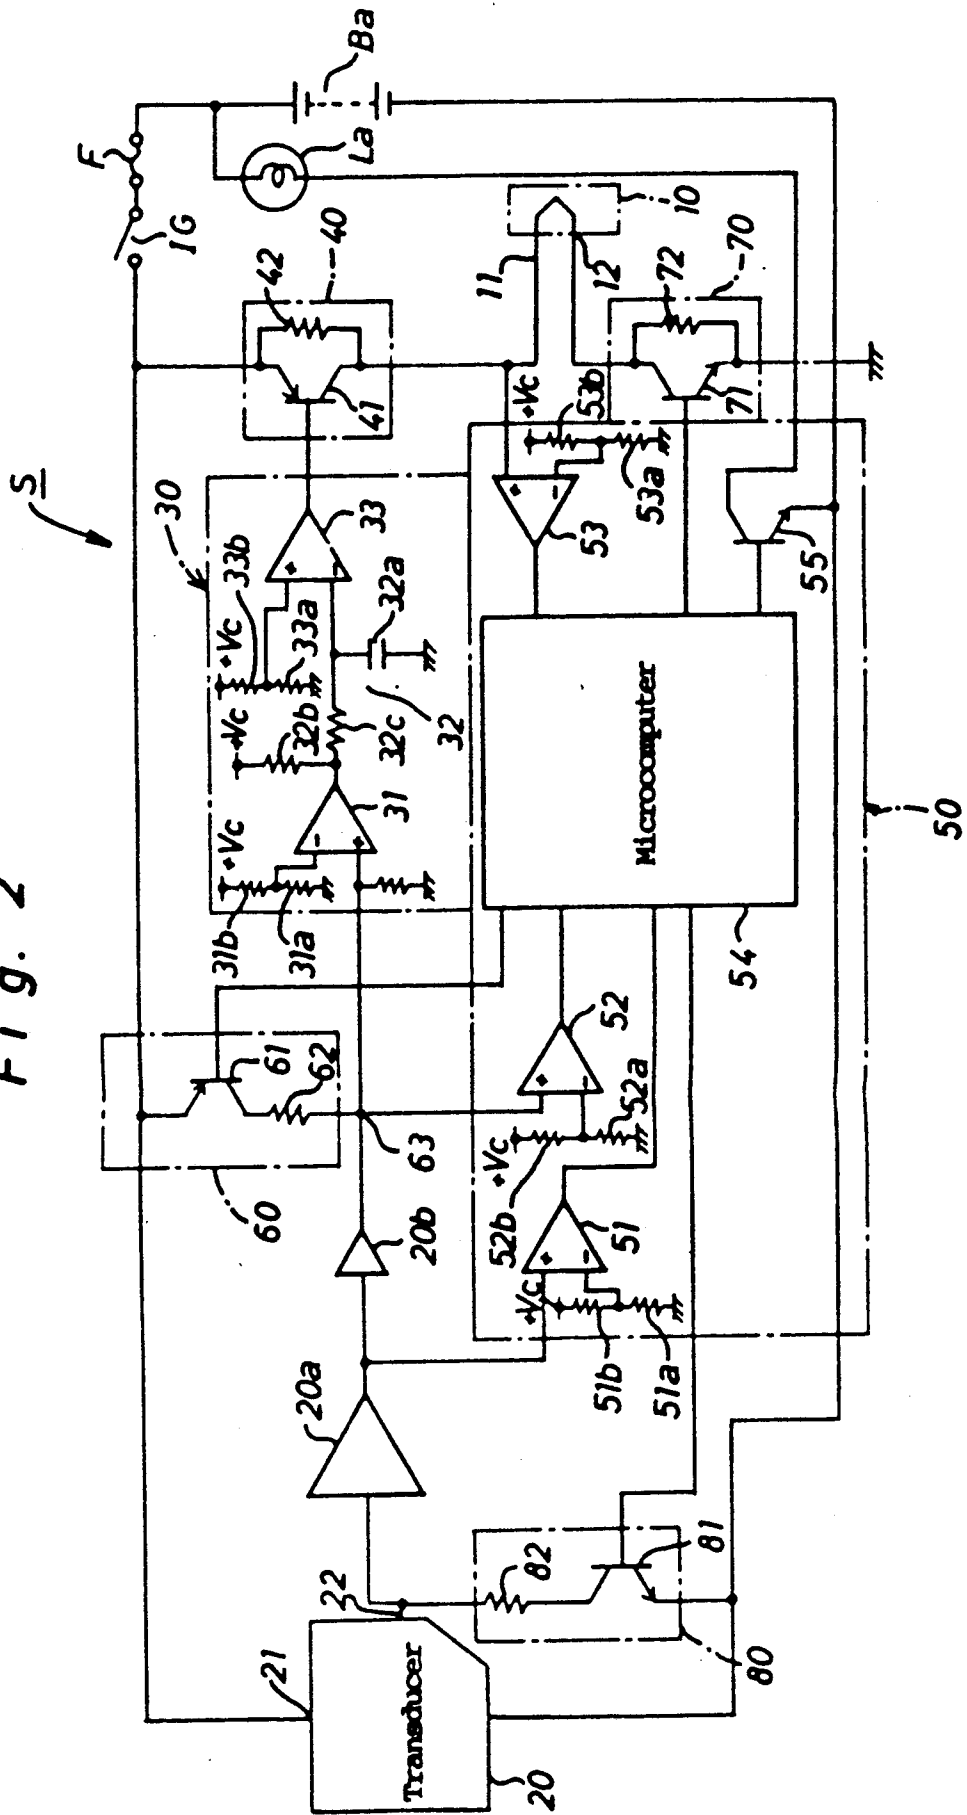 Fig. 2
S
F
IG
Ba
La
21
Transducer
20
22
82
81
80
20a
20b
63
60
61
62
30
+Vc
31b
31a
31
+Vc
32b
32c
32
32a
+Vc
33b
33a
33
40
41
42
10
11
12
70
71
72
+Vc
53b
53a
53
+Vc
51b
51a
51
+Vc
52b
52a
52
Microcomputer
54
55
50